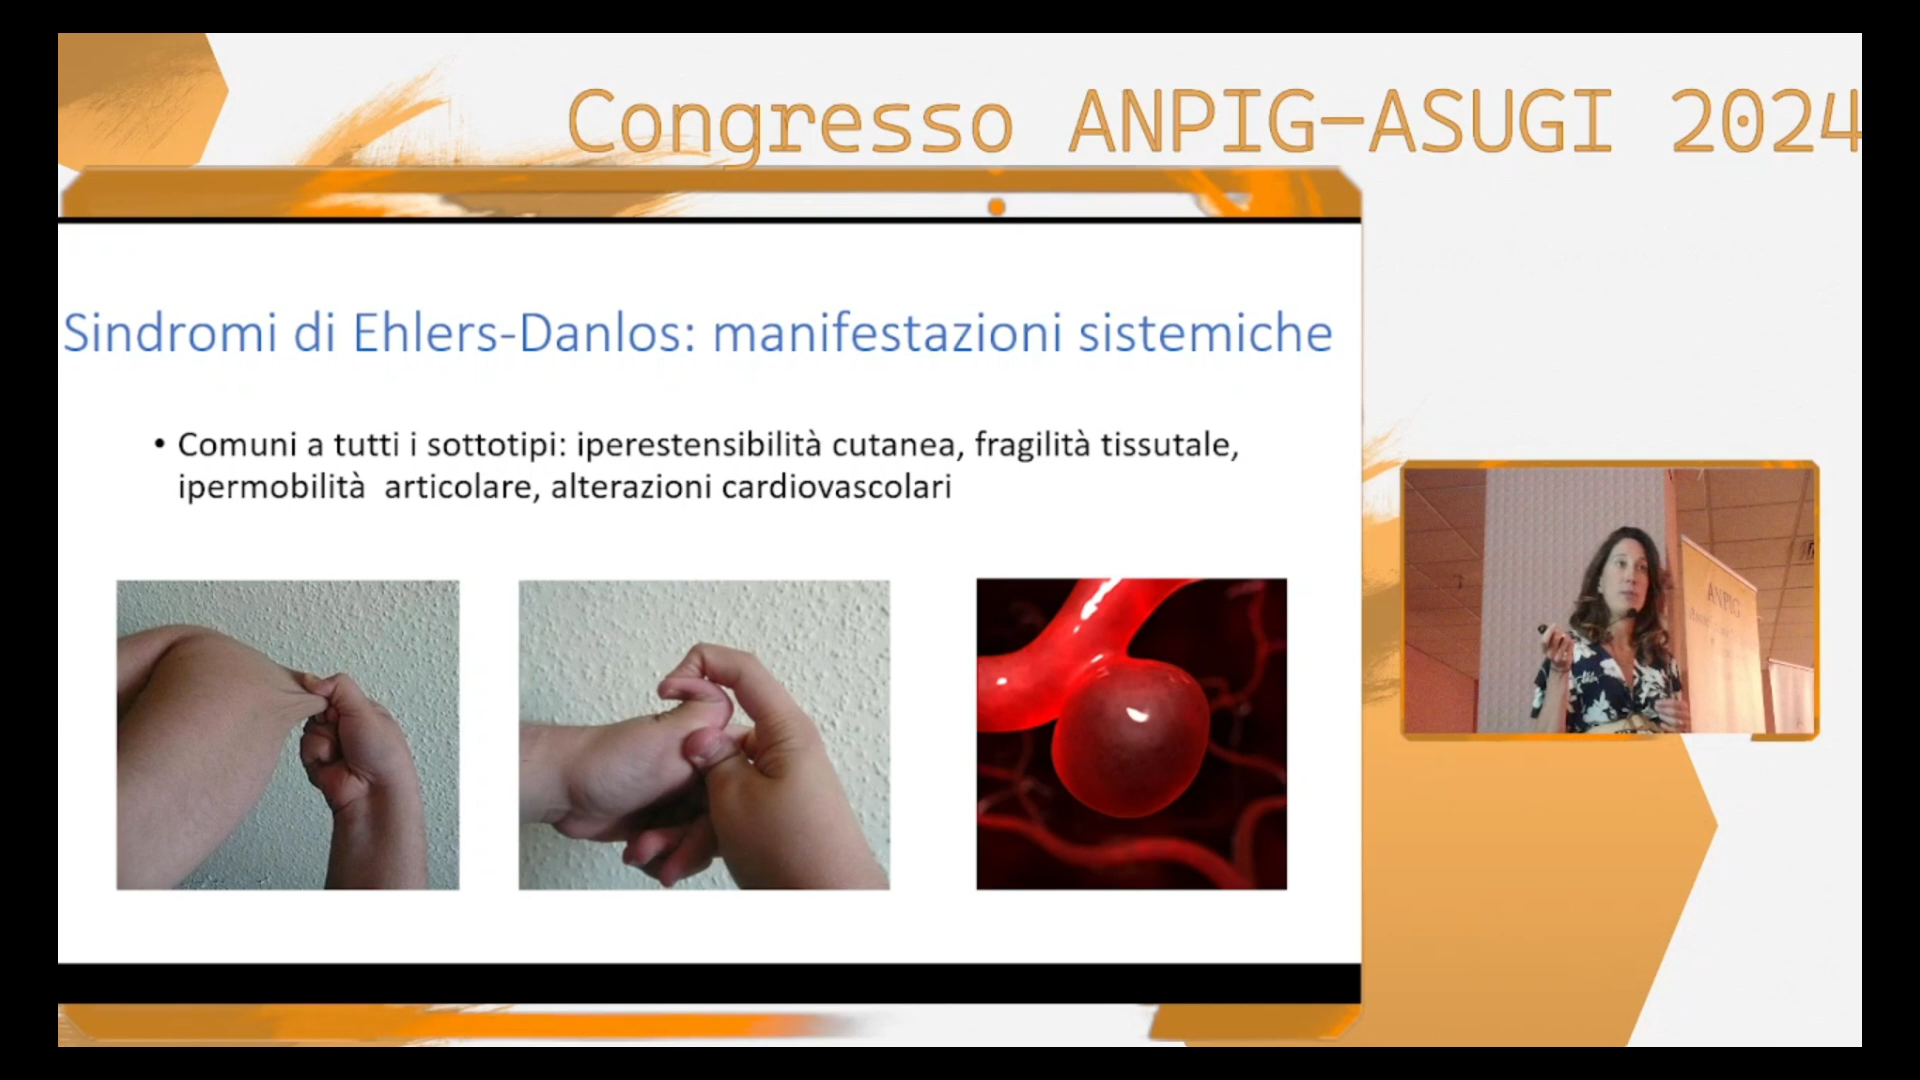 Congresso ANPIG-ASUGI 2024
Sindromi di Ehlers-Danlos: manifestazioni sistemiche
• Comuni a tutti i sottotipi: iperestensibilità cutanea, fragilità tissutale,
ipermobilità articolare, alterazioni cardiovascolari
ANPIG